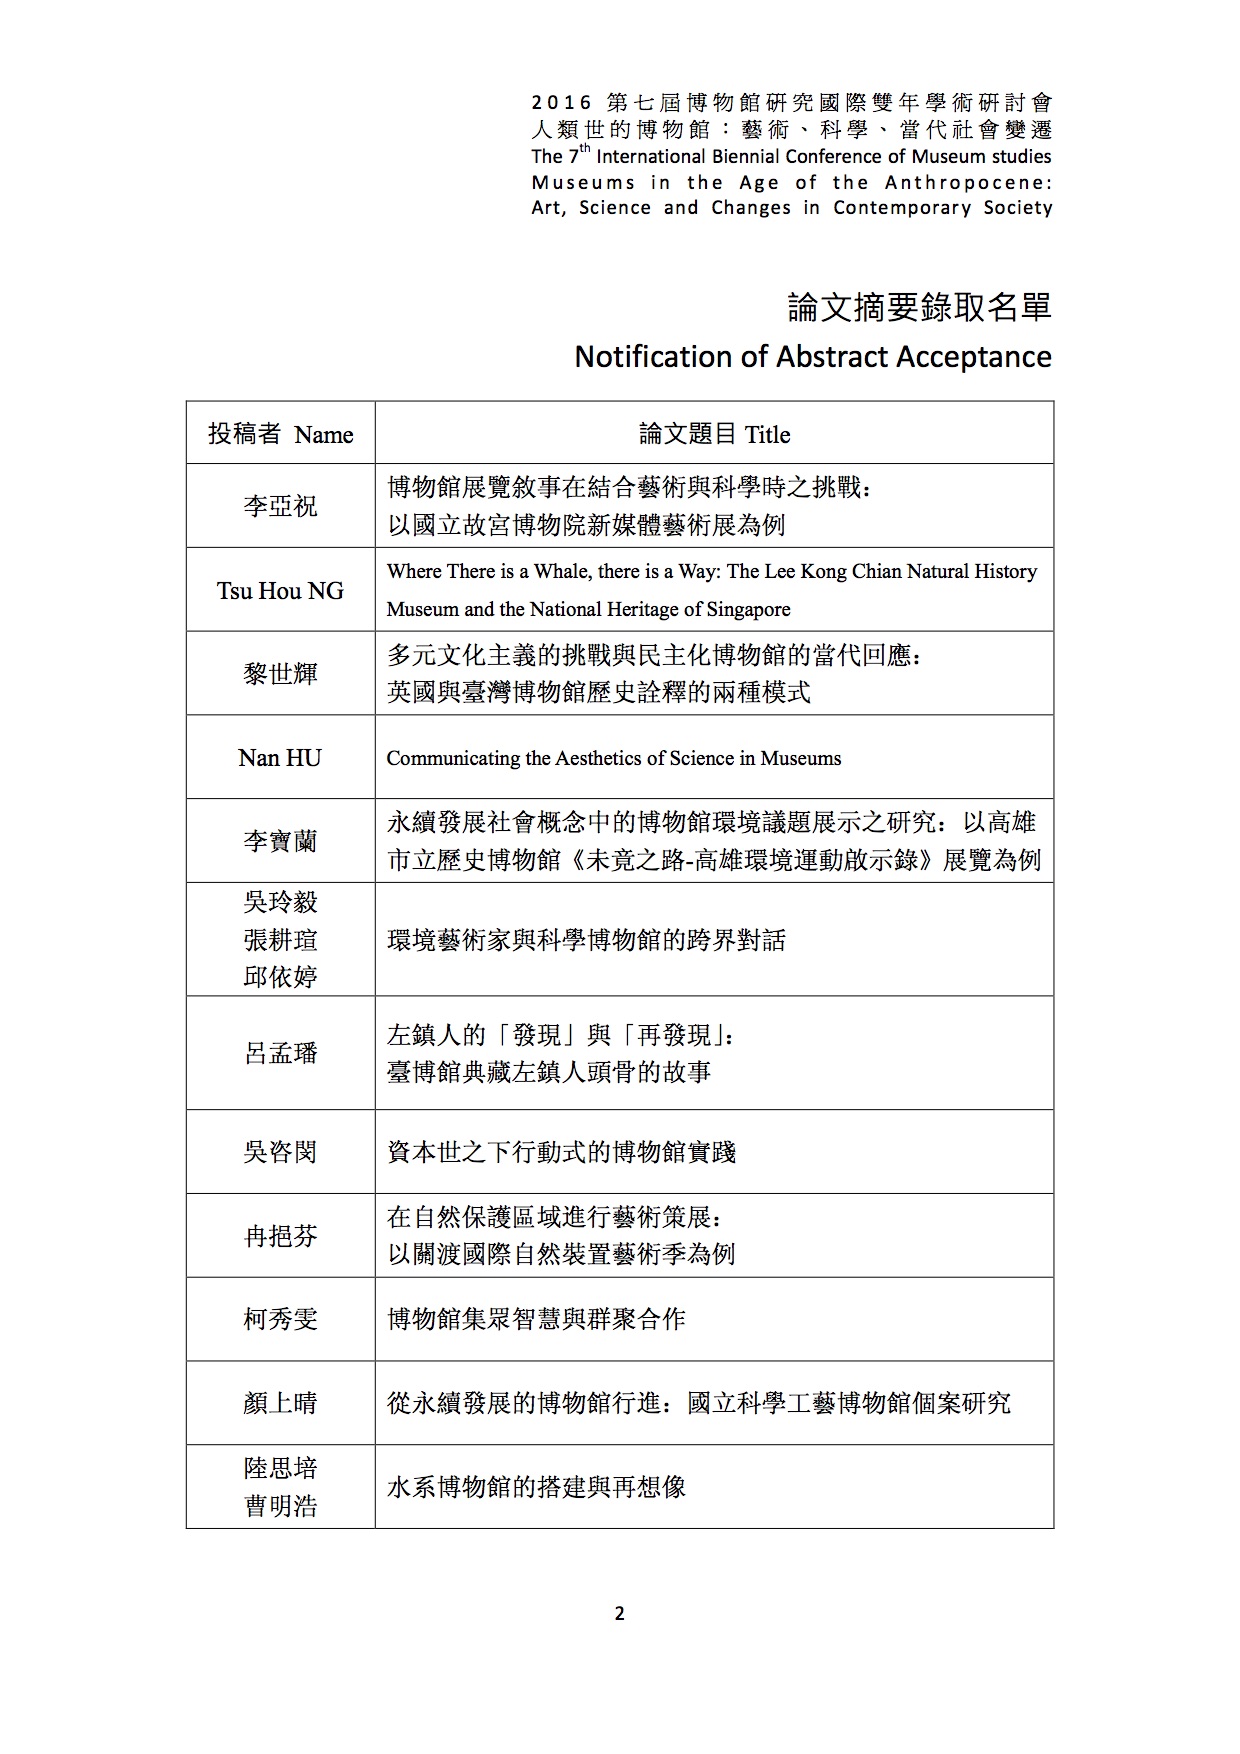 2016 第七屆博物館研究國際雙年學術研討會
人類世的博物館：藝術、科學、當代社會變遷
The 7th International Biennial Conference of Museum studies
Museums in the Age of the Anthropocene:
Art, Science and Changes in Contemporary Society
論文摘要錄取名單
Notification of Abstract Acceptance
投稿者 Name
論文題目 Title
李亞祝
博物館展覽敘事在結合藝術與科學時之挑戰：
以國立故宮博物院新媒體藝術展為例
Tsu Hou NG
Where There is a Whale, there is a Way: The Lee Kong Chian Natural History
Museum and the National Heritage of Singapore
黎世輝
多元文化主義的挑戰與民主化博物館的當代回應：
英國與臺灣博物館歷史詮釋的兩種模式
Nan HU
Communicating the Aesthetics of Science in Museums
李寶蘭
永續發展社會概念中的博物館環境議題展示之研究：以高雄
市立歷史博物館《未竟之路-高雄環境運動啟示錄》展覽為例
吳玲毅
張耕瑄
邱依婷
環境藝術家與科學博物館的跨界對話
呂孟璠
左鎮人的「發現」與「再發現」：
臺博館典藏左鎮人頭骨的故事
吳咨閔
資本世之下行動式的博物館實踐
冉挹芬
在自然保護區域進行藝術策展：
以關渡國際自然裝置藝術季為例
柯秀雯
博物館集眾智慧與群聚合作
顏上晴
從永續發展的博物館行進：國立科學工藝博物館個案研究
陸思培
曹明浩
水系博物館的搭建與再想像
2